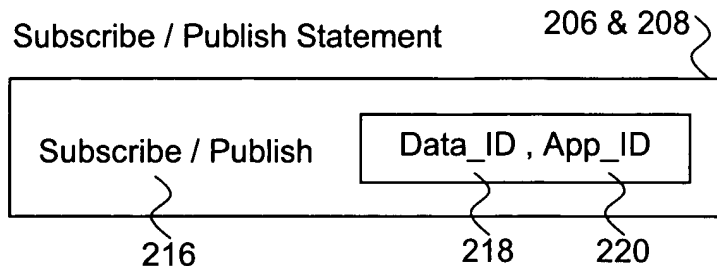 Subscribe / Publish Statement
206 & 208
Subscribe / Publish
Data_ID , App_ID
216
218
220